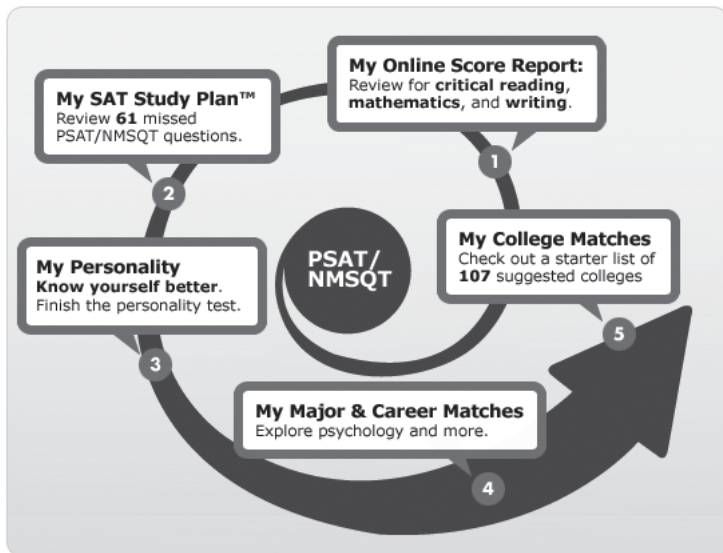 My Online Score Report:
Review for critical reading,
mathematics, and writing.
1
My SAT Study Plan™
Review 61 missed
PSAT/NMSQT questions.
2
My Personality
Know yourself better.
Finish the personality test.
3
PSAT/
NMSQT
My Major & Career Matches
Explore psychology and more.
4
My College Matches
Check out a starter list of
107 suggested colleges
5